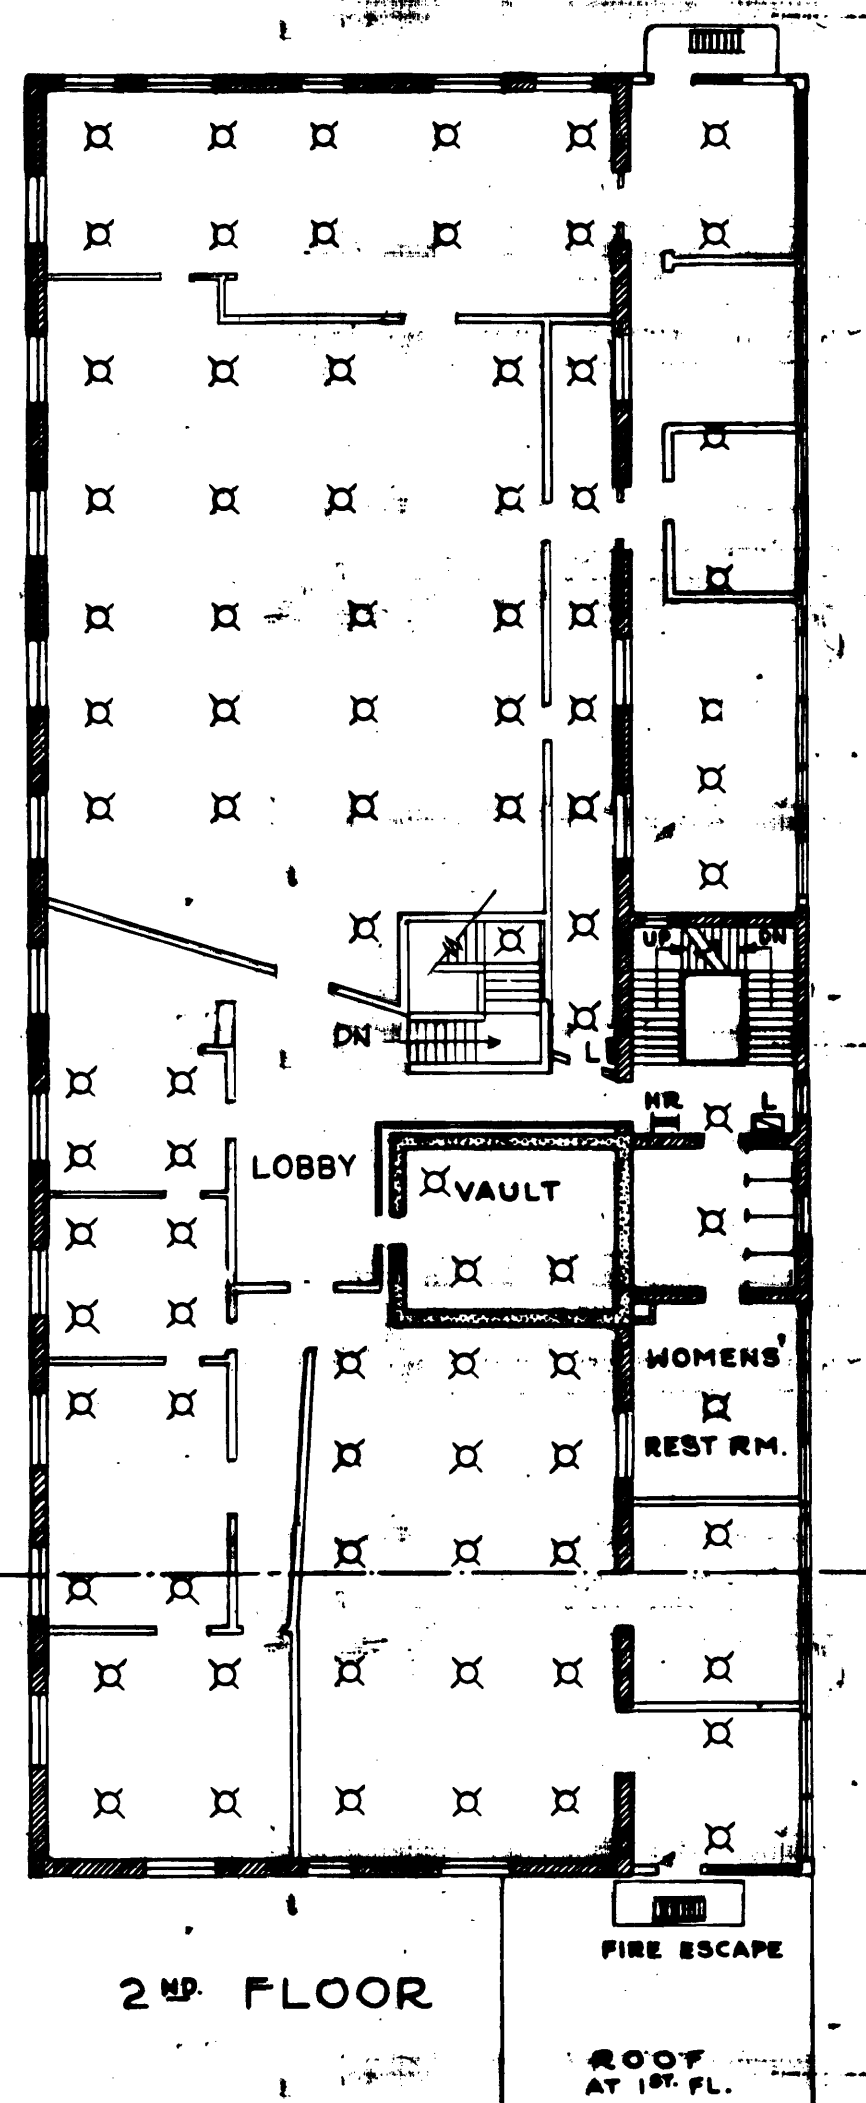 UP DN
DN
L
HR L
LOBBY
VAULT
WOMENS'
REST RM.
FIRE ESCAPE
2ND. FLOOR
ROOF
AT 1ST. FL.